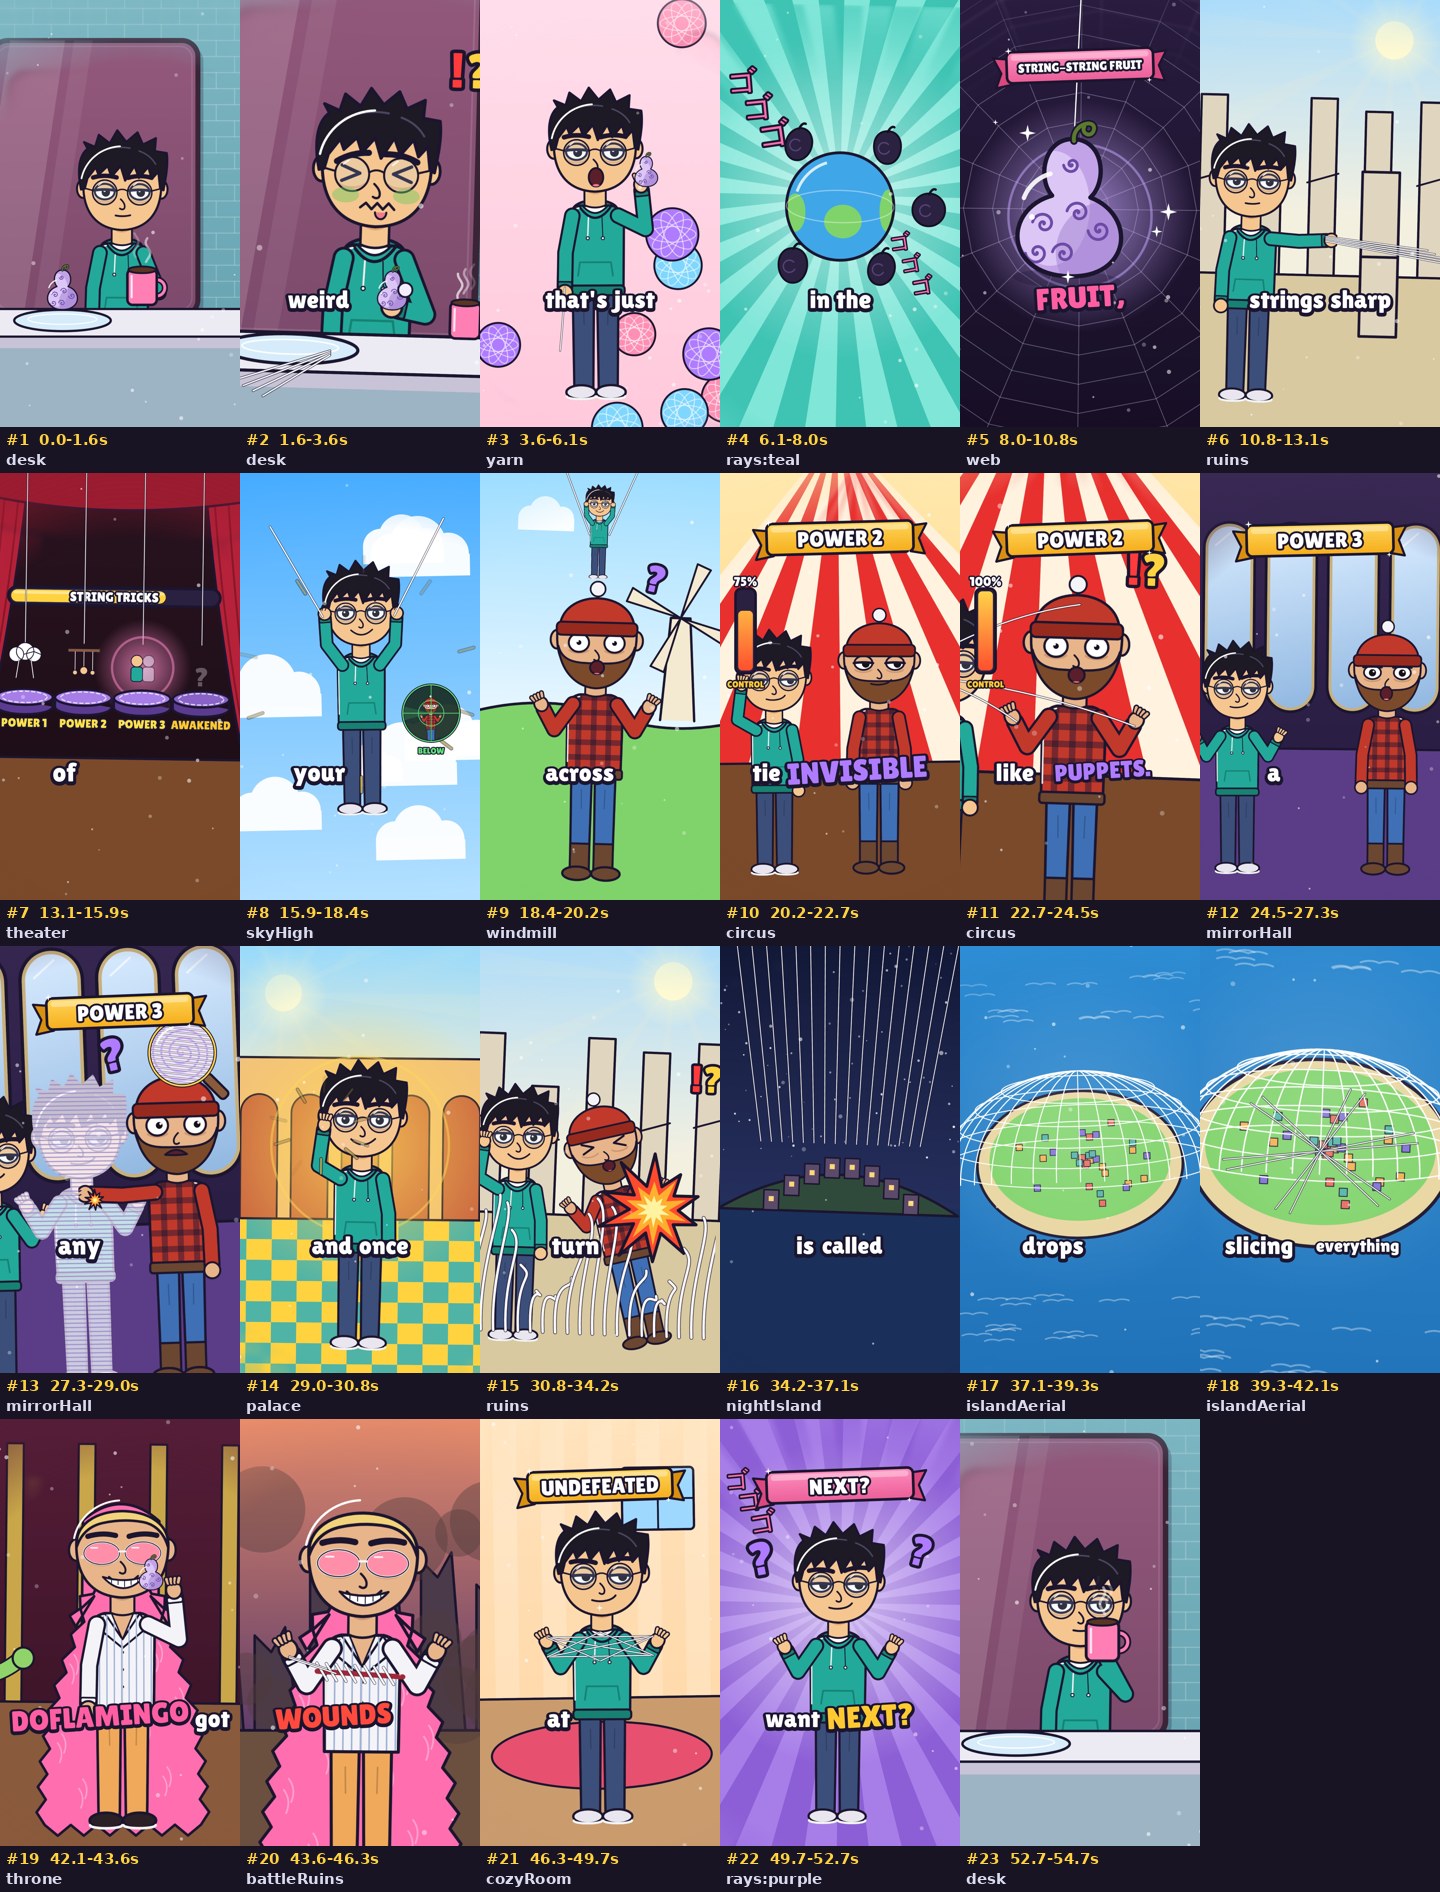 #1 0.0-1.6s
desk
!?
weird
#2 1.6-3.6s
desk
that's just
#3 3.6-6.1s
yarn
ゴゴゴ
ゴゴゴゴ
in the
#4 6.1-8.0s
rays:teal
STRING-STRING FRUIT
FRUIT,
#5 8.0-10.8s
web
strings sharp
#6 10.8-13.1s
ruins
STRING TRICKS
?
POWER 1 POWER 2 POWER 3 AWAKENED
of
#7 13.1-15.9s
theater
BELOW
your
#8 15.9-18.4s
skyHigh
?
across
#9 18.4-20.2s
windmill
POWER 2
75%
CONTROL
tie INVISIBLE
#10 20.2-22.7s
circus
POWER 2
!?
100%
CONTROL
like PUPPETS.
#11 22.7-24.5s
circus
POWER 3
a
#12 24.5-27.3s
mirrorHall
POWER 3
?
any
#13 27.3-29.0s
mirrorHall
and once
#14 29.0-30.8s
palace
!?
turn
#15 30.8-34.2s
ruins
is called
#16 34.2-37.1s
nightIsland
drops
#17 37.1-39.3s
islandAerial
slicing everything
#18 39.3-42.1s
islandAerial
DOFLAMINGO got
#19 42.1-43.6s
throne
WOUNDS
#20 43.6-46.3s
battleRuins
UNDEFEATED
at
#21 46.3-49.7s
cozyRoom
NEXT?
ゴゴゴ
? ?
want NEXT?
#22 49.7-52.7s
rays:purple
#23 52.7-54.7s
desk